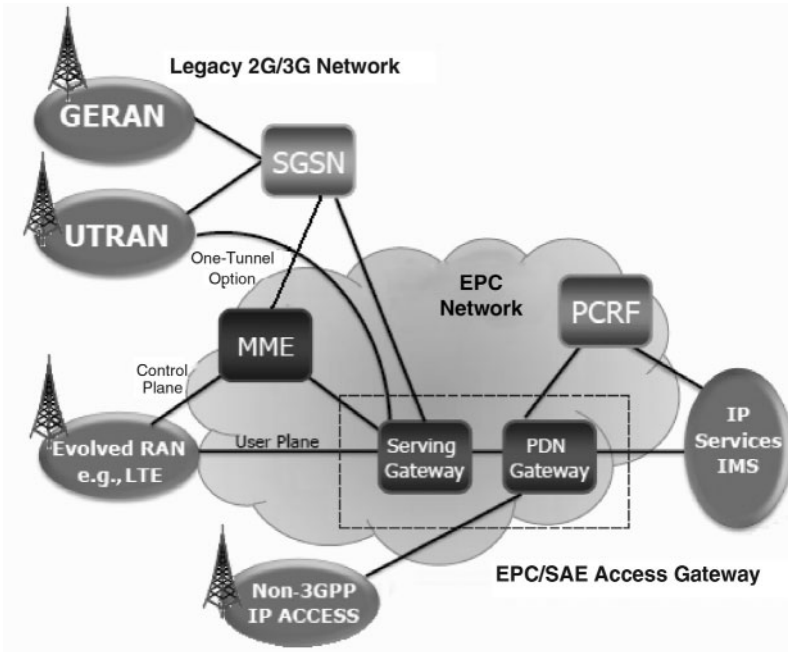 Legacy 2G/3G Network
GERAN
SGSN
UTRAN
One-Tunnel
Option
EPC
Network
PCRF
MME
Control
Plane
Evolved RAN
e.g., LTE
User Plane
Serving
Gateway
PDN
Gateway
IP
Services
IMS
Non-3GPP
IP ACCESS
EPC/SAE Access Gateway